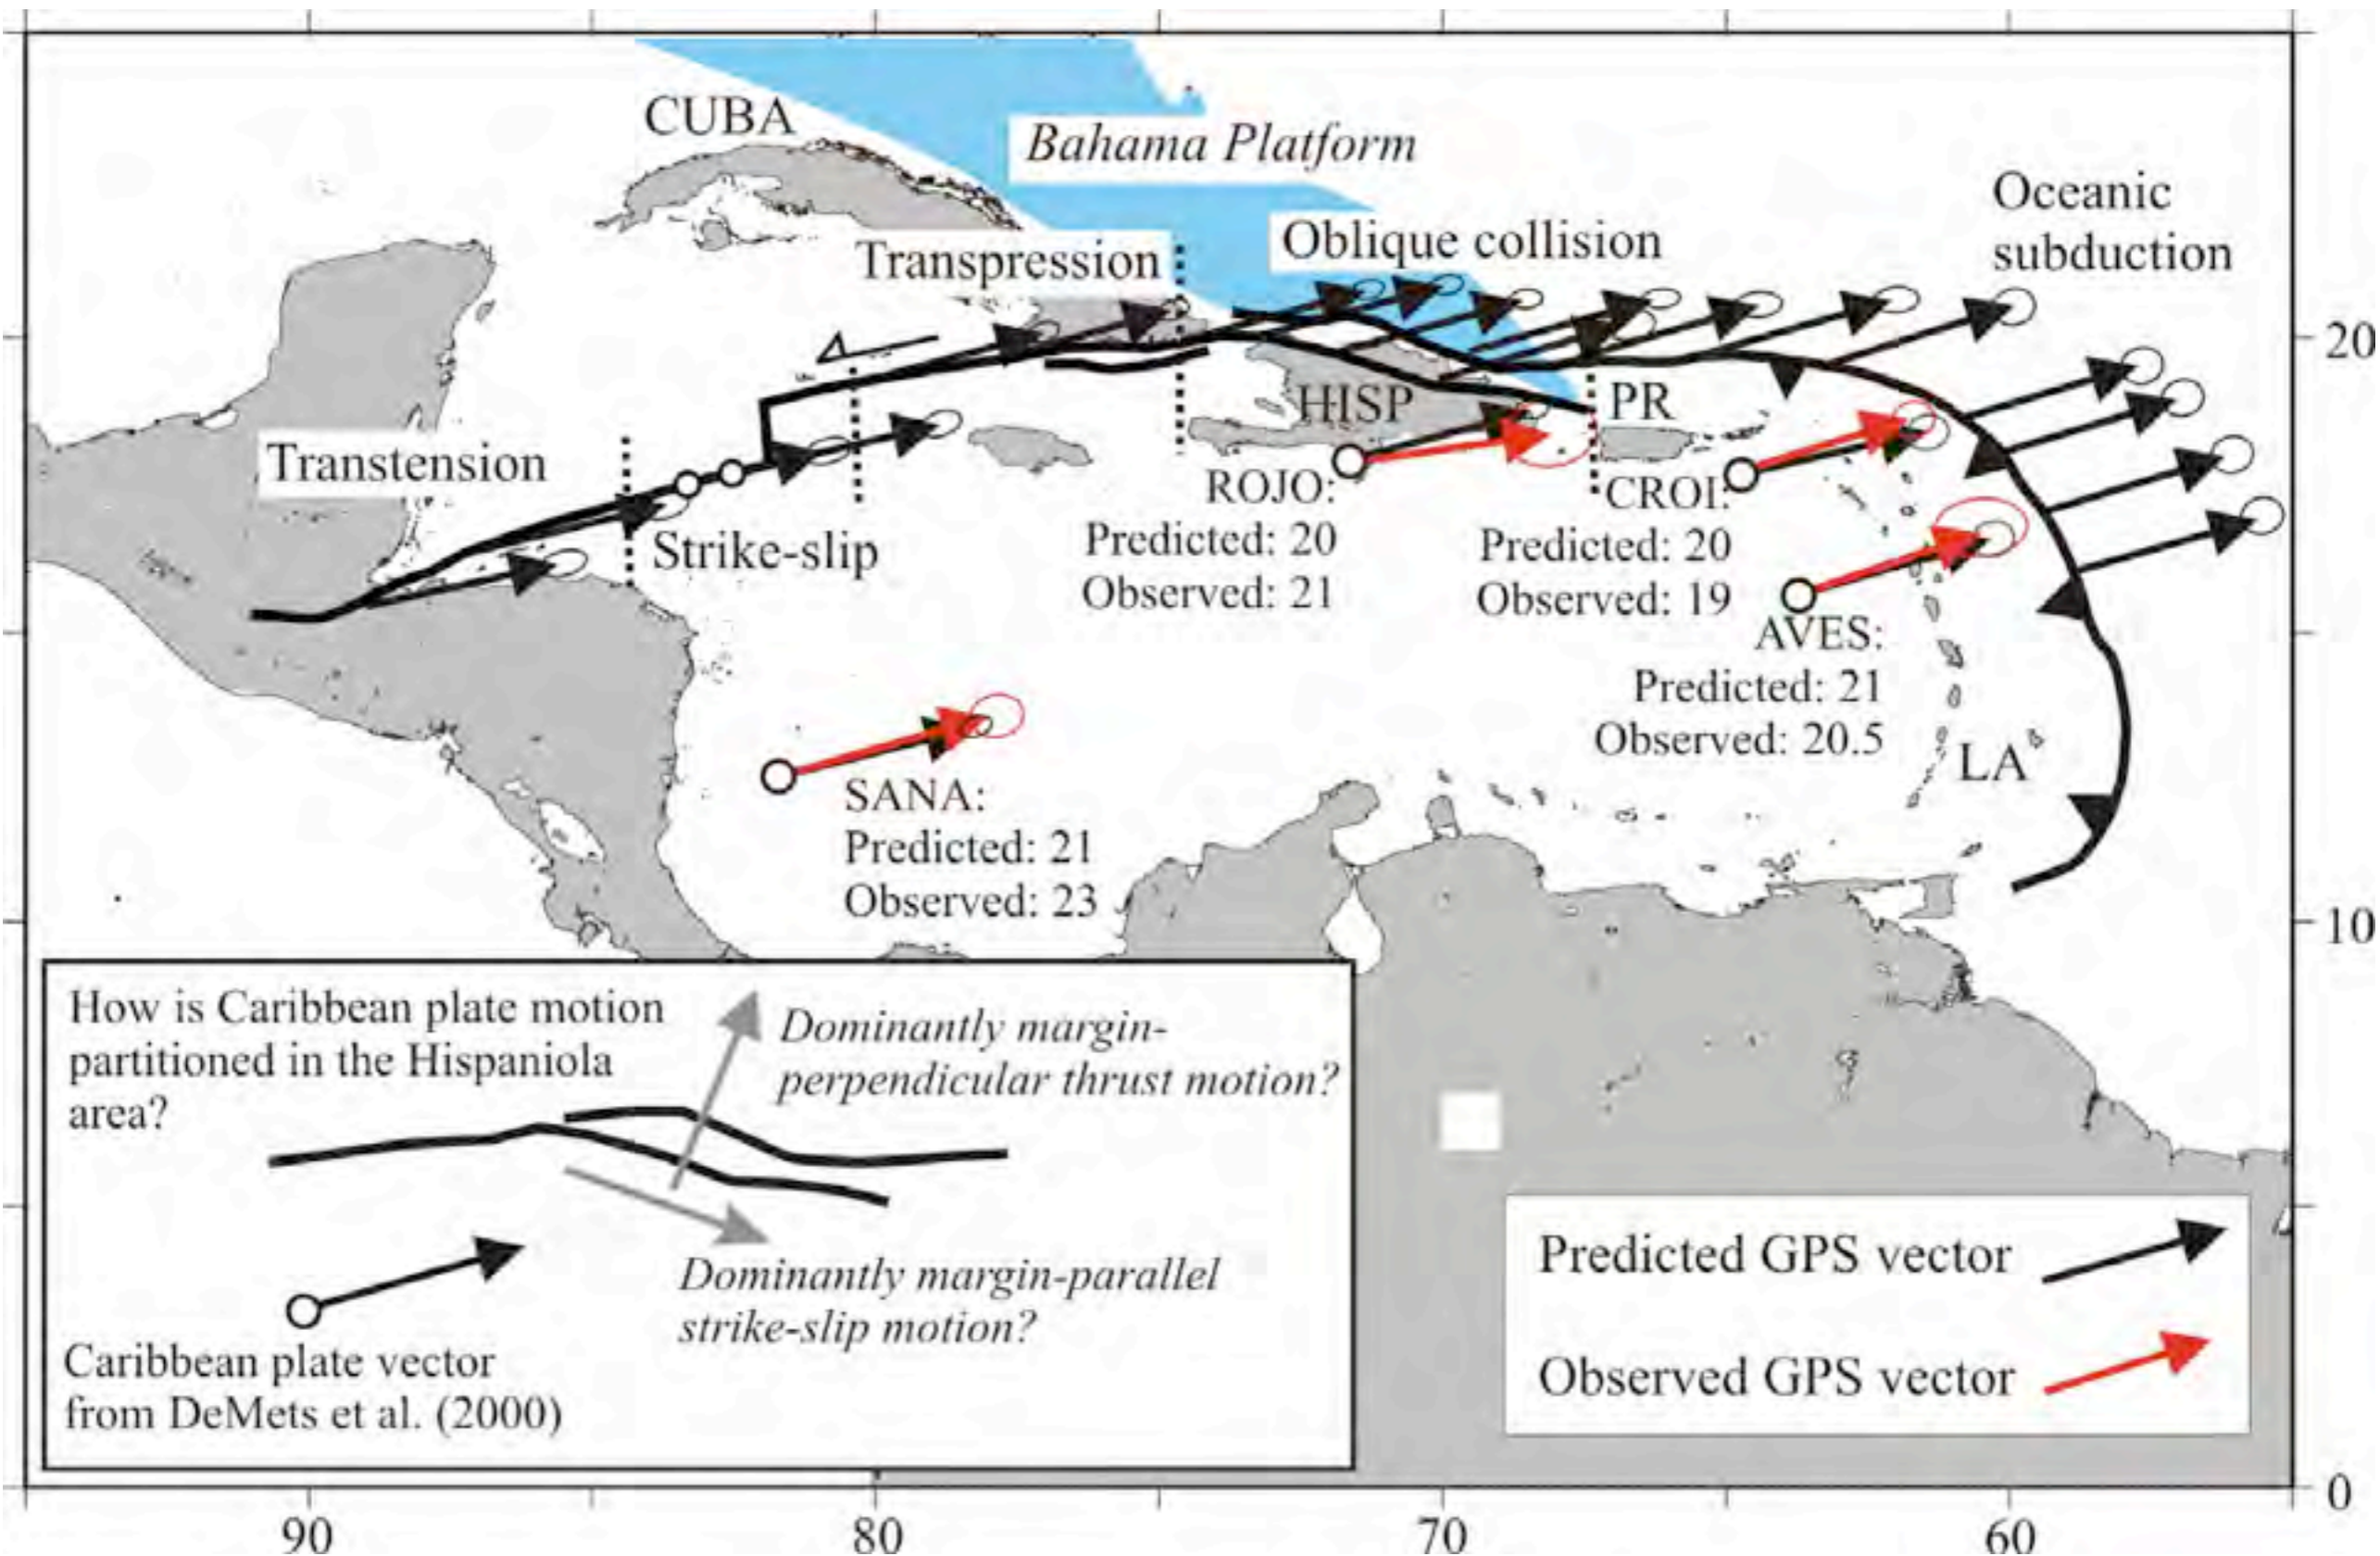 CUBA
Bahama Platform
Oceanic
subduction
Transpression
Oblique collision
20
HISP
PR
Transtension
Strike-slip
ROJO:
Predicted: 20
Observed: 21
CROI:
Predicted: 20
Observed: 19
AVES:
Predicted: 21
Observed: 20.5
LA
SANA:
Predicted: 21
Observed: 23
10
How is Caribbean plate motion
partitioned in the Hispaniola
area?
Dominantly margin-
perpendicular thrust motion?
Dominantly margin-parallel
strike-slip motion?
Caribbean plate vector
from DeMets et al. (2000)
Predicted GPS vector
Observed GPS vector
0
90
80
70
60